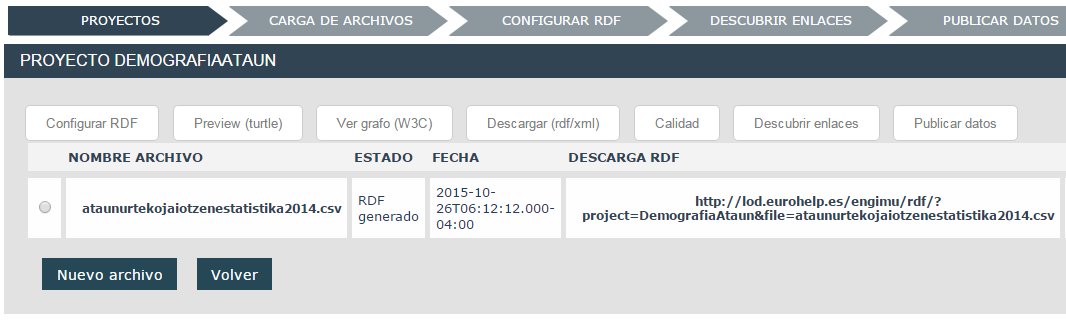 PROYECTOS CARGA DE ARCHIVOS CONFIGURAR RDF DESCUBRIR ENLACES PUBLICAR DATOS
PROYECTO DEMOGRAFIAATAUN
Configurar RDF Preview (turtle) Ver grafo (W3C) Descargar (rdf/xml) Calidad Descubrir enlaces Publicar datos
NOMBRE ARCHIVO ESTADO FECHA DESCARGA RDF
ataunurtekojaiotzenestatistika2014.csv
RDF
generado
2015-10-
26T06:12:12.000-
04:00
http://lod.eurohelp.es/engimu/rdf/?
project=DemografiaAtaun&file=ataunurtekojaiotzenestatistika2014.csv
Nuevo archivo Volver